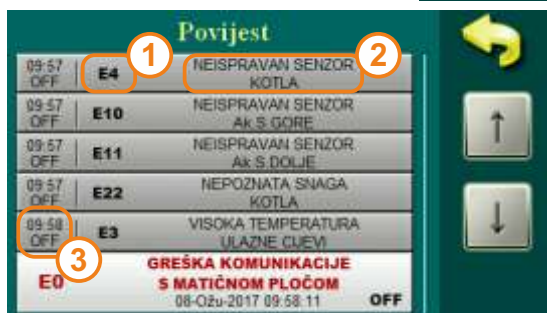 Povijest
1
2
09:57
OFF
E4
NEISPRAVAN SENZOR
KOTLA
09:57
OFF
E10
NEISPRAVAN SENZOR
Ak.S.GORE
09:57
OFF
E11
NEISPRAVAN SENZOR
Ak.S.DOLJE
09:57
OFF
E22
NEPOZNATA SNAGA
KOTLA
09:58
OFF
E3
VISOKA TEMPERATURA
ULAZNE CIJEVI
3
E0
GREŠKA KOMUNIKACIJE
S MATIČNOM PLOČOM
08-Ožu-2017 09:58:11
OFF